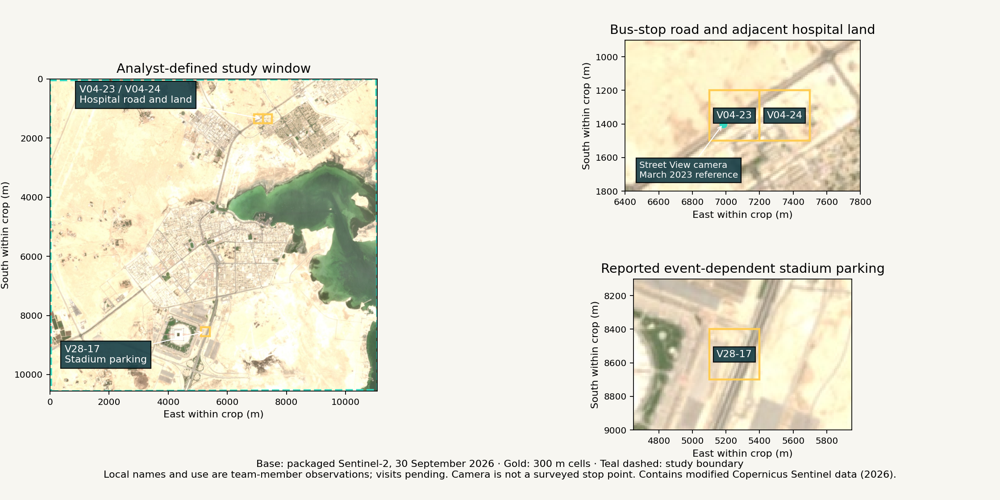 Analyst-defined study window
0
2000
4000
6000
8000
10000
South within crop (m)
V04-23 / V04-24
Hospital road and land
V28-17
Stadium parking
0 2000 4000 6000 8000 10000
East within crop (m)
Bus-stop road and adjacent hospital land
1000
1200
1400
1600
1800
South within crop (m)
V04-23
V04-24
Street View camera
March 2023 reference
6400 6600 6800 7000 7200 7400 7600 7800
East within crop (m)
Reported event-dependent stadium parking
8200
8400
8600
8800
9000
South within crop (m)
V28-17
4800 5000 5200 5400 5600 5800
East within crop (m)
Base: packaged Sentinel-2, 30 September 2026 · Gold: 300 m cells · Teal dashed: study boundary
Local names and use are team-member observations; visits pending. Camera is not a surveyed stop point. Contains modified Copernicus Sentinel data (2026).